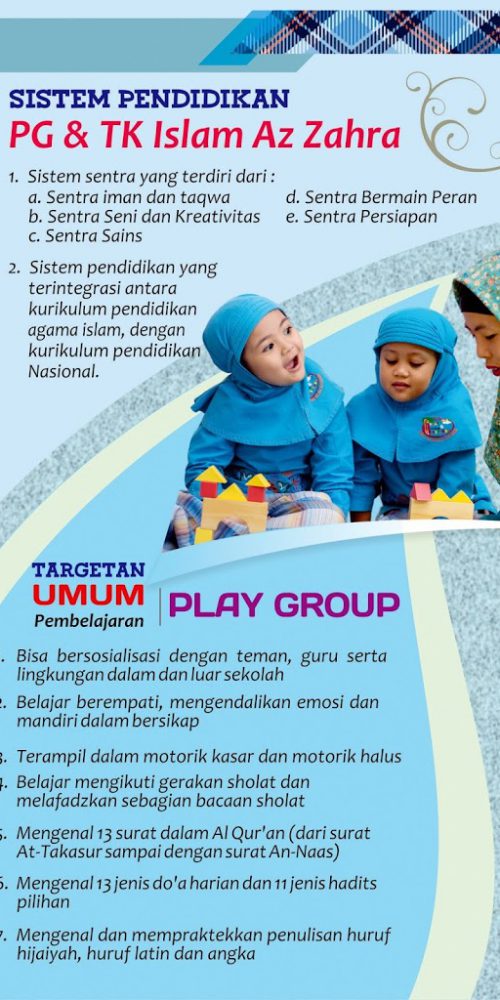 SISTEM PENDIDIKAN
PG & TK Islam Az Zahra
1. Sistem sentra yang terdiri dari :
a. Sentra iman dan taqwa
b. Sentra Seni dan Kreativitas
c. Sentra Sains
d. Sentra Bermain Peran
e. Sentra Persiapan
2. Sistem pendidikan yang
terintegrasi antara
kurikulum pendidikan
agama islam, dengan
kurikulum pendidikan
Nasional.
TARGETAN
UMUM
Pembelajaran
PLAY GROUP
1. Bisa bersosialisasi dengan teman, guru serta
lingkungan dalam dan luar sekolah
2. Belajar berempati, mengendalikan emosi dan
mandiri dalam bersikap
3. Terampil dalam motorik kasar dan motorik halus
4. Belajar mengikuti gerakan sholat dan
melafadzkan sebagian bacaan sholat
5. Mengenal 13 surat dalam Al Qur'an (dari surat
At-Takasur sampai dengan surat An-Naas)
6. Mengenal 13 jenis do'a harian dan 11 jenis hadits
pilihan
7. Mengenal dan mempraktekkan penulisan huruf
hijaiyah, huruf latin dan angka